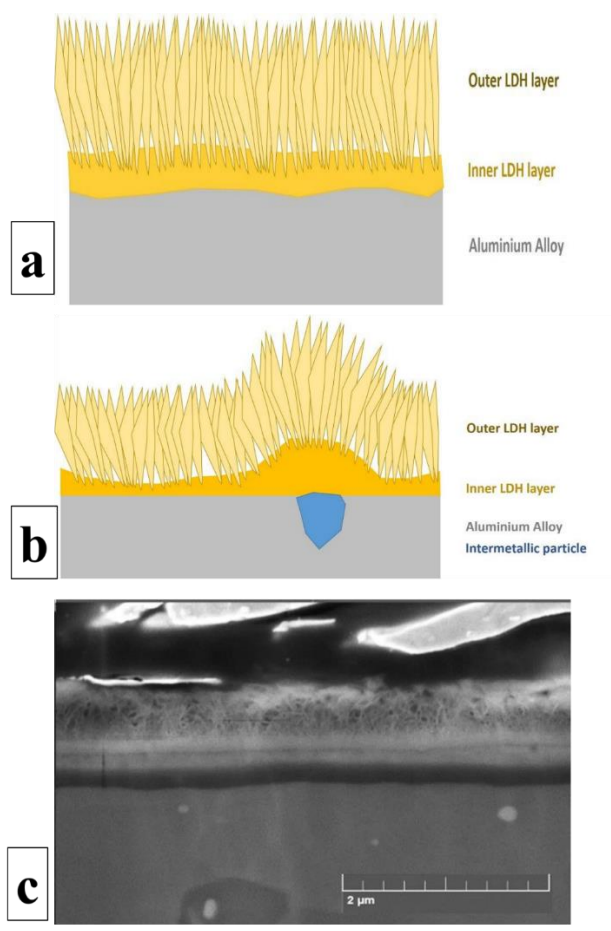 Outer LDH layer
Inner LDH layer
Aluminium Alloy
a
Outer LDH layer
Inner LDH layer
Aluminium Alloy
Intermetallic particle
b
c
2 µm